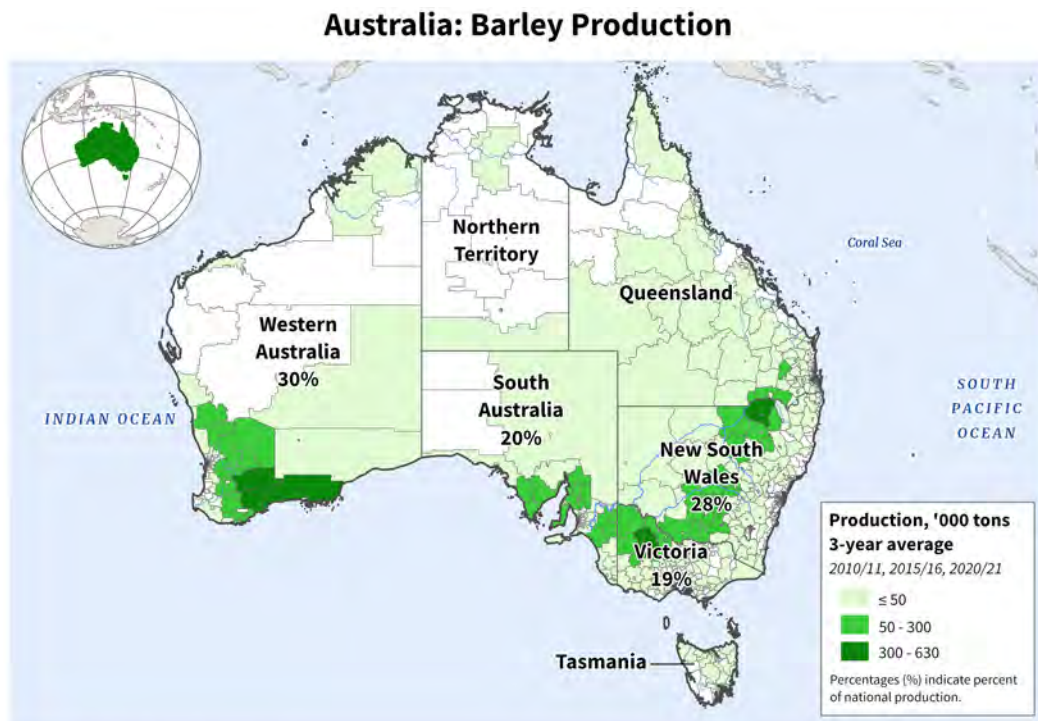 Australia: Barley Production
Northern
Territory
Coral Sea
Queensland
Western
Australia
30%
South
Australia
20%
SOUTH
PACIFIC
OCEAN
INDIAN OCEAN
New South
Wales
28%
Victoria
19%
Tasmania
Production, '000 tons
3-year average
2010/11, 2015/16, 2020/21
≤ 50
50 - 300
300 - 630
Percentages (%) indicate percent
of national production.